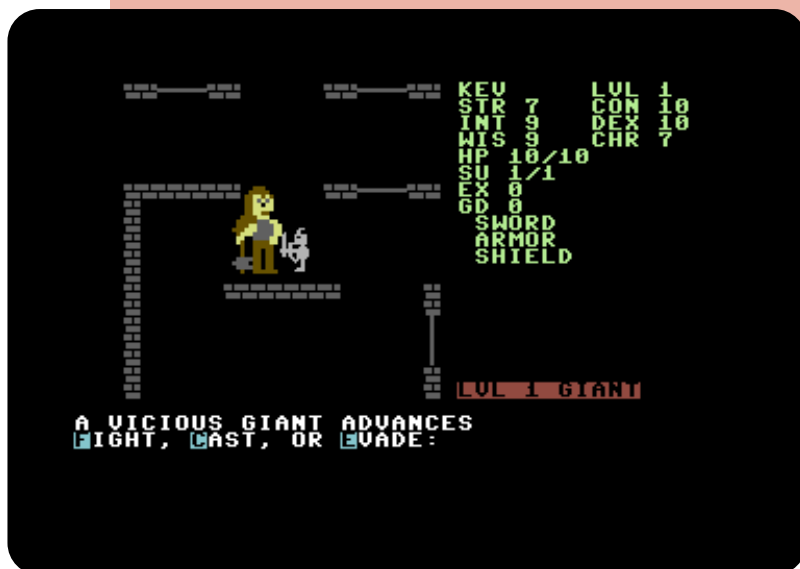 KEV LVL 1
STR 7 CON 10
INT 9 DEX 10
WIS 9 CHR 7
HP 10/10
SU 1/1
EX 0
GD 0
SWORD
ARMOR
SHIELD
LVL 1 GIANT
A VICIOUS GIANT ADVANCES
FIGHT, CAST, OR EVADE: